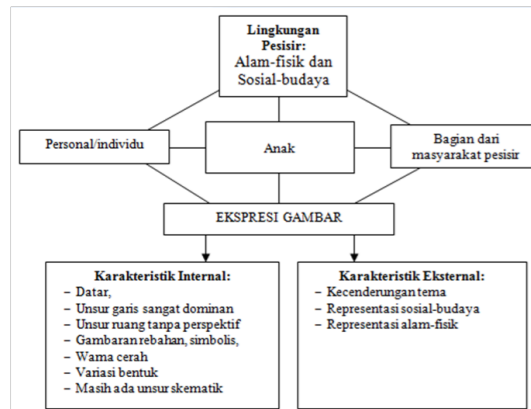 Lingkungan
Pesisir:
Alam-fisik dan
Sosial-budaya
Personal/individu
Anak
Bagian dari
masyarakat pesisir
EKSPRESI GAMBAR
Karakteristik Internal:
– Datar,
– Unsur garis sangat dominan
– Unsur ruang tanpa perspektif
– Gambaran rebahan, simbolis,
– Warna cerah
– Variasi bentuk
– Masih ada unsur skematik
Karakteristik Eksternal:
– Kecenderungan tema
– Representasi sosial-budaya
– Representasi alam-fisik